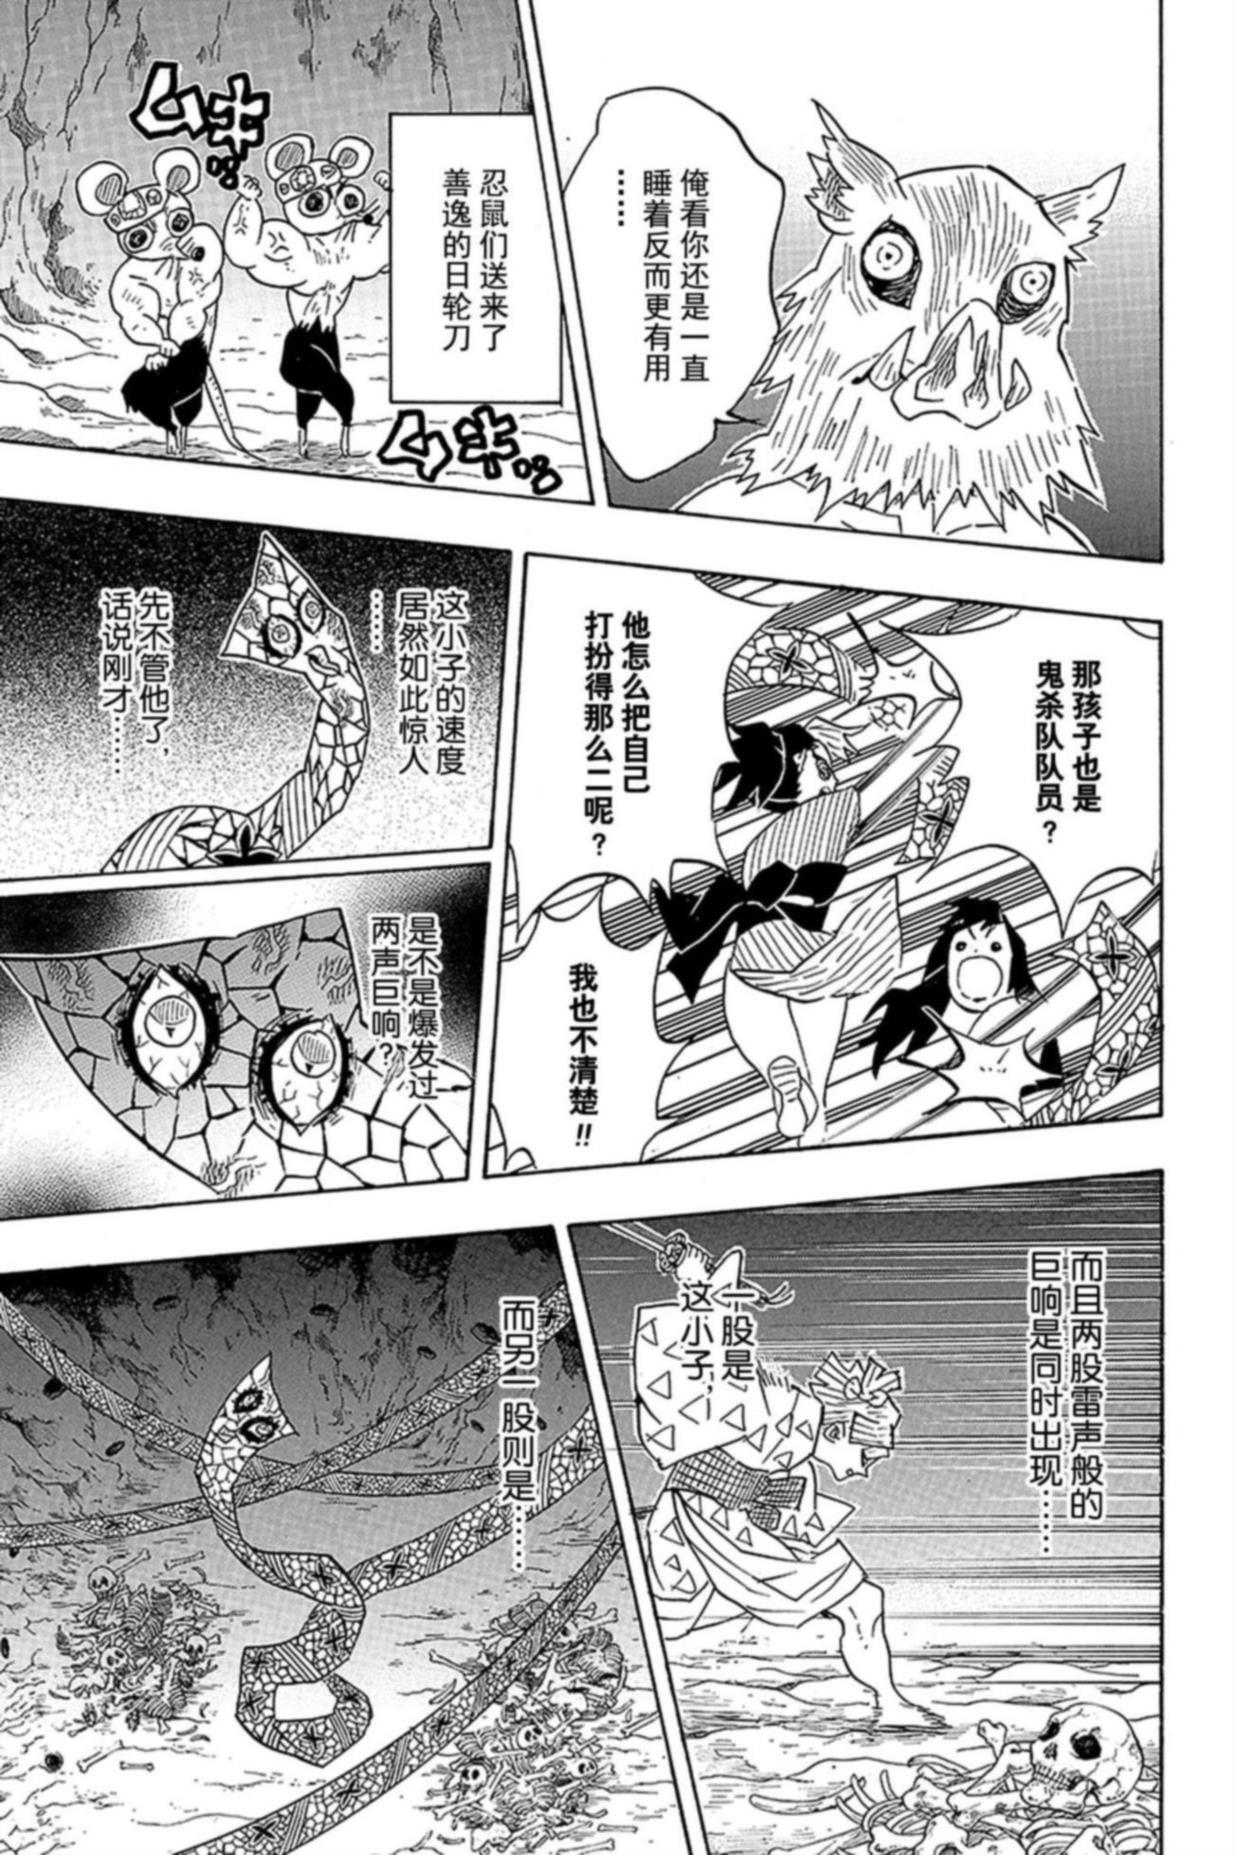 俺看你还是一直
睡着反而更有用
……
忍鼠们送来了
善逸的日轮刀
ムキ
ムキ
那孩子也是
鬼杀队队员？
他怎么把自己
打扮得那么二呢？
我也不清楚!!
这小子的速度
居然如此惊人
……
先不管他了，
话说刚才……
是不是爆发过
两声巨响？
而且两股雷声般的
巨响是同时出现……
一股是
这小子，
而另一股则是……